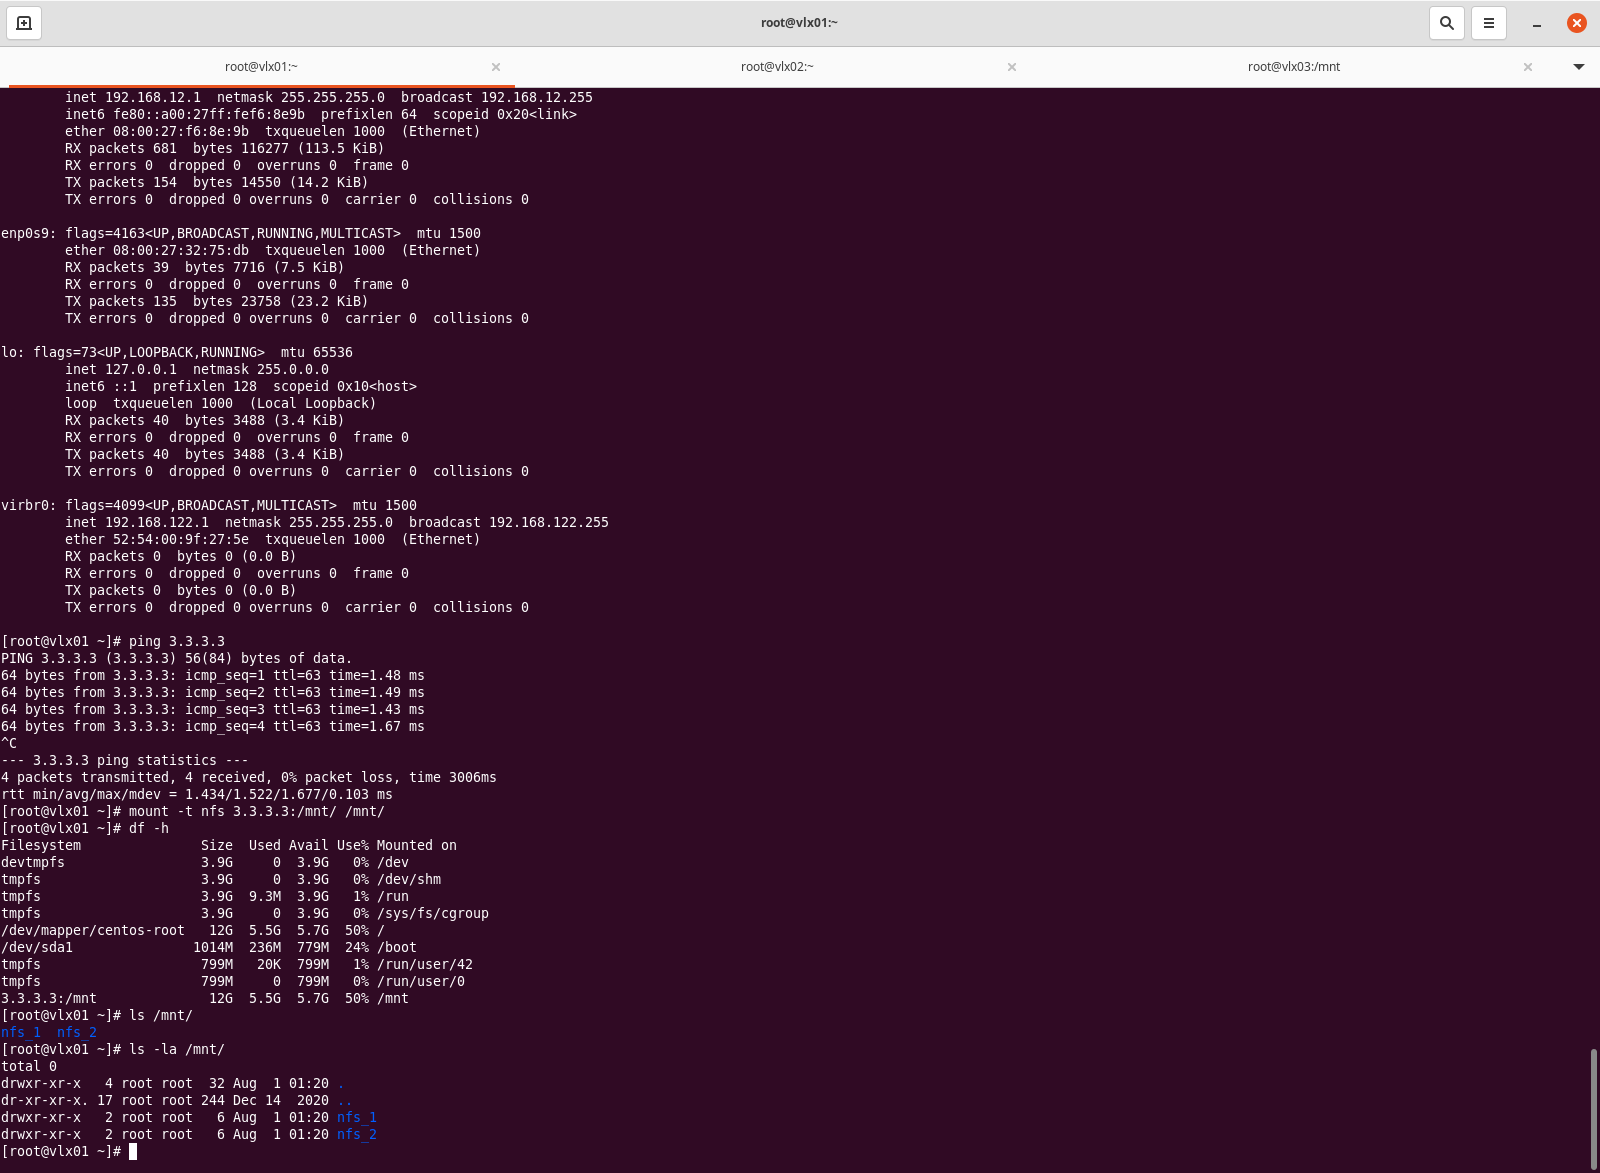 root@vlx01:~
root@vlx01:~
root@vlx02:~
root@vlx03:/mnt
        inet 192.168.12.1  netmask 255.255.255.0  broadcast 192.168.12.255
        inet6 fe80::a00:27ff:fef6:8e9b  prefixlen 64  scopeid 0x20<link>
        ether 08:00:27:f6:8e:9b  txqueuelen 1000  (Ethernet)
        RX packets 681  bytes 116277 (113.5 KiB)
        RX errors 0  dropped 0  overruns 0  frame 0
        TX packets 154  bytes 14550 (14.2 KiB)
        TX errors 0  dropped 0 overruns 0  carrier 0  collisions 0
enp0s9: flags=4163<UP,BROADCAST,RUNNING,MULTICAST>  mtu 1500
        ether 08:00:27:32:75:db  txqueuelen 1000  (Ethernet)
        RX packets 39  bytes 7716 (7.5 KiB)
        RX errors 0  dropped 0  overruns 0  frame 0
        TX packets 135  bytes 23758 (23.2 KiB)
        TX errors 0  dropped 0 overruns 0  carrier 0  collisions 0
lo: flags=73<UP,LOOPBACK,RUNNING>  mtu 65536
        inet 127.0.0.1  netmask 255.0.0.0
        inet6 ::1  prefixlen 128  scopeid 0x10<host>
        loop  txqueuelen 1000  (Local Loopback)
        RX packets 40  bytes 3488 (3.4 KiB)
        RX errors 0  dropped 0  overruns 0  frame 0
        TX packets 40  bytes 3488 (3.4 KiB)
        TX errors 0  dropped 0 overruns 0  carrier 0  collisions 0
virbr0: flags=4099<UP,BROADCAST,MULTICAST>  mtu 1500
        inet 192.168.122.1  netmask 255.255.255.0  broadcast 192.168.122.255
        ether 52:54:00:9f:27:5e  txqueuelen 1000  (Ethernet)
        RX packets 0  bytes 0 (0.0 B)
        RX errors 0  dropped 0  overruns 0  frame 0
        TX packets 0  bytes 0 (0.0 B)
        TX errors 0  dropped 0 overruns 0  carrier 0  collisions 0
[root@vlx01 ~]# ping 3.3.3.3
PING 3.3.3.3 (3.3.3.3) 56(84) bytes of data.
64 bytes from 3.3.3.3: icmp_seq=1 ttl=63 time=1.48 ms
64 bytes from 3.3.3.3: icmp_seq=2 ttl=63 time=1.49 ms
64 bytes from 3.3.3.3: icmp_seq=3 ttl=63 time=1.43 ms
64 bytes from 3.3.3.3: icmp_seq=4 ttl=63 time=1.67 ms
^C
--- 3.3.3.3 ping statistics ---
4 packets transmitted, 4 received, 0% packet loss, time 3006ms
rtt min/avg/max/mdev = 1.434/1.522/1.677/0.103 ms
[root@vlx01 ~]# mount -t nfs 3.3.3.3:/mnt/ /mnt/
[root@vlx01 ~]# df -h
Filesystem               Size  Used Avail Use% Mounted on
devtmpfs                 3.9G     0  3.9G   0% /dev
tmpfs                    3.9G     0  3.9G   0% /dev/shm
tmpfs                    3.9G  9.3M  3.9G   1% /run
tmpfs                    3.9G     0  3.9G   0% /sys/fs/cgroup
/dev/mapper/centos-root   12G  5.5G  5.7G  50% /
/dev/sda1               1014M  236M  779M  24% /boot
tmpfs                    799M   20K  799M   1% /run/user/42
tmpfs                    799M     0  799M   0% /run/user/0
3.3.3.3:/mnt              12G  5.5G  5.7G  50% /mnt
[root@vlx01 ~]# ls /mnt/
nfs_1  nfs_2
[root@vlx01 ~]# ls -la /mnt/
total 0
drwxr-xr-x   4 root root  32 Aug  1 01:20 .
dr-xr-xr-x. 17 root root 244 Dec 14  2020 ..
drwxr-xr-x   2 root root   6 Aug  1 01:20 nfs_1
drwxr-xr-x   2 root root   6 Aug  1 01:20 nfs_2
[root@vlx01 ~]#